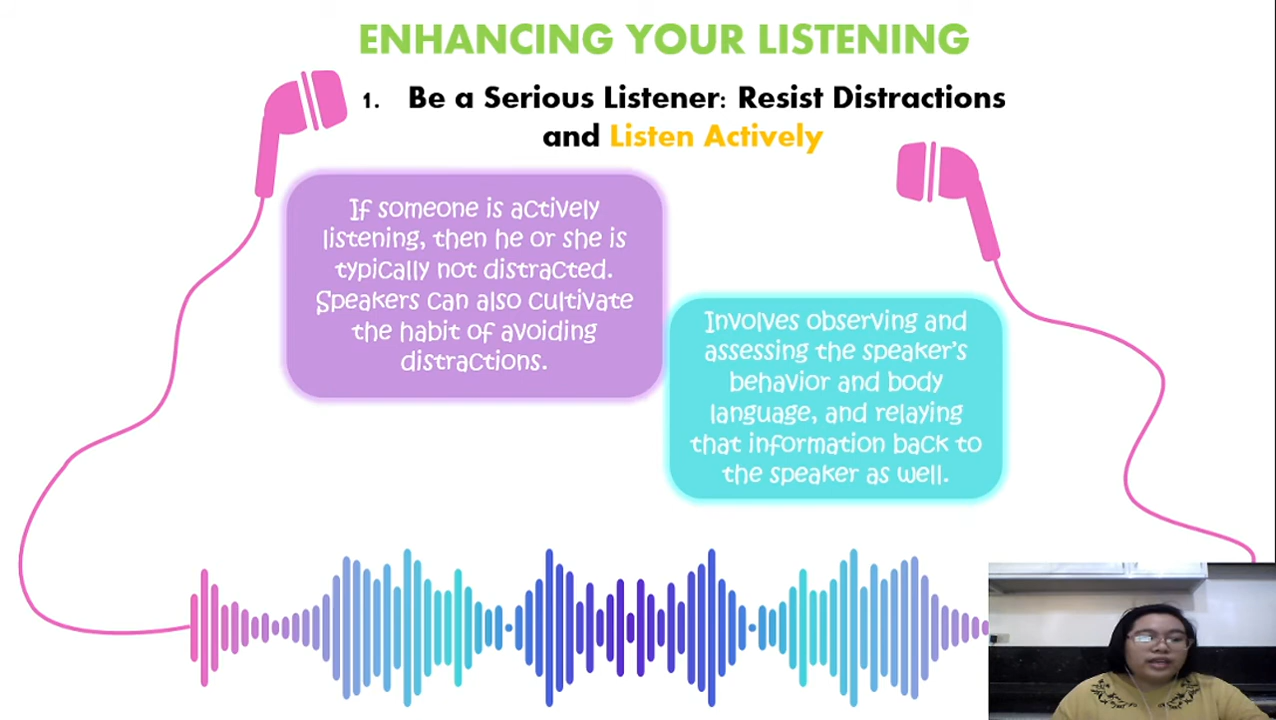 ENHANCING YOUR LISTENING
1. Be a Serious Listener: Resist Distractions
and Listen Actively
If someone is actively
listening, then he or she is
typically not distracted.
Speakers can also cultivate
the habit of avoiding
distractions.
Involves observing and
assessing the speaker's
behavior and body
language, and relaying
that information back to
the speaker as well.